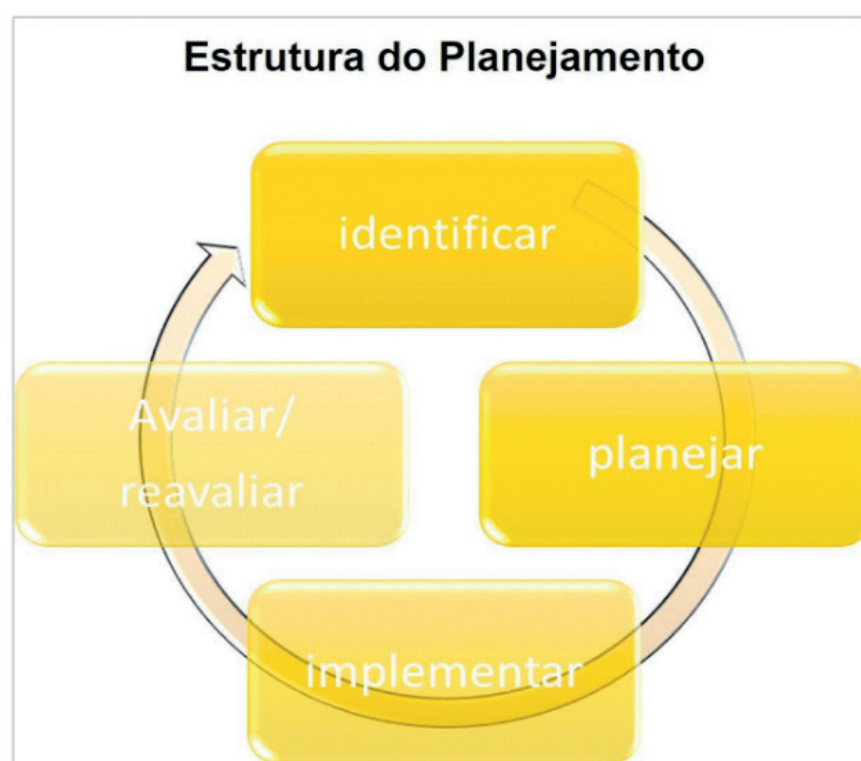 Estrutura do Planejamento
identificar
planejar
implementar
Avaliar/
reavaliar